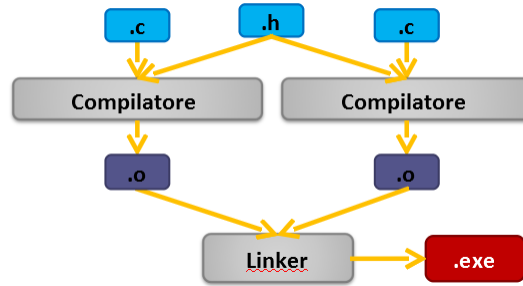 .c
.h
.c
Compilatore
Compilatore
.o
.o
Linker
.exe